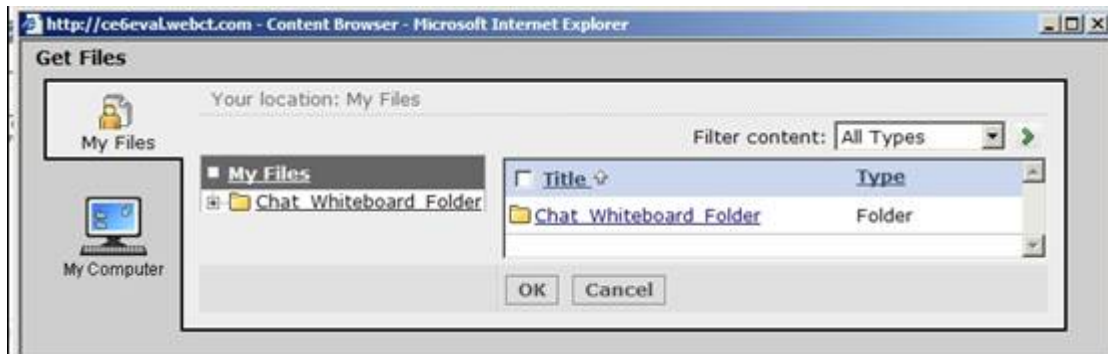 http://ce6eval.webct.com - Content Browser - Microsoft Internet Explorer
Get Files
Your location: My Files
My Files
Filter content: All Types
My Files
Title Type
Chat_Whiteboard_Folder
Chat_Whiteboard_Folder Folder
My Computer
OK Cancel